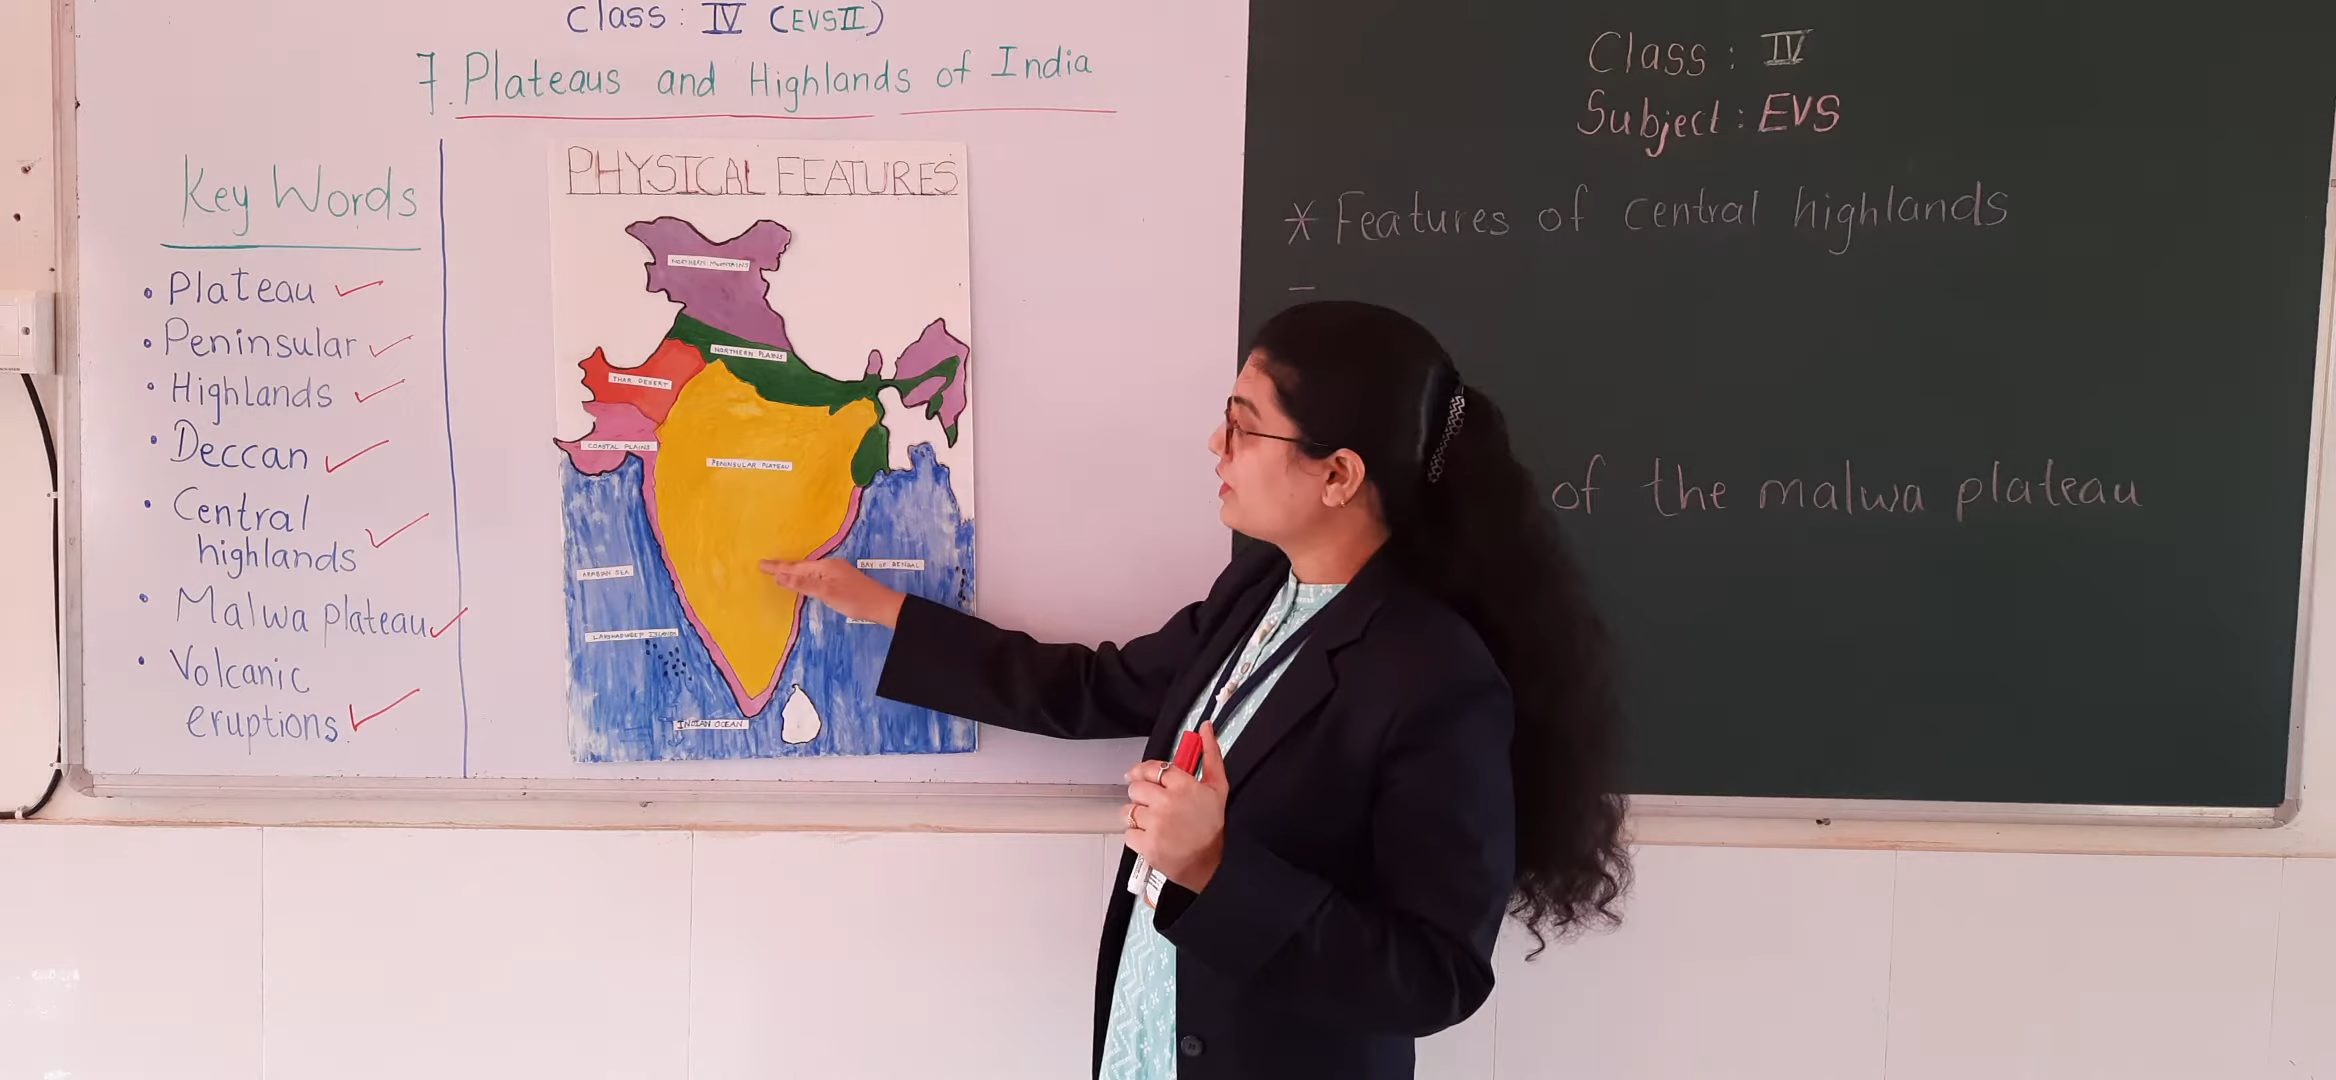 Class : IV (EVSII)
7. Plateaus and Highlands of India
Key Words
• Plateau
• Peninsular
• Highlands
• Deccan
• Central
highlands
• Malwa plateau
• Volcanic
eruptions.
PHYSICAL FEATURES
NORTHERN MOUNTAINS
NORTHERN PLAINS
THAR DESERT
COASTAL PLAINS
PENINSULAR PLATEAU
ARABIAN SEA
BAY OF BENGAL
LAKSHADWEEP ISLANDS
INDIAN OCEAN
Class : IV
Subject : EVS
* Features of central highlands
–
of the malwa plateau